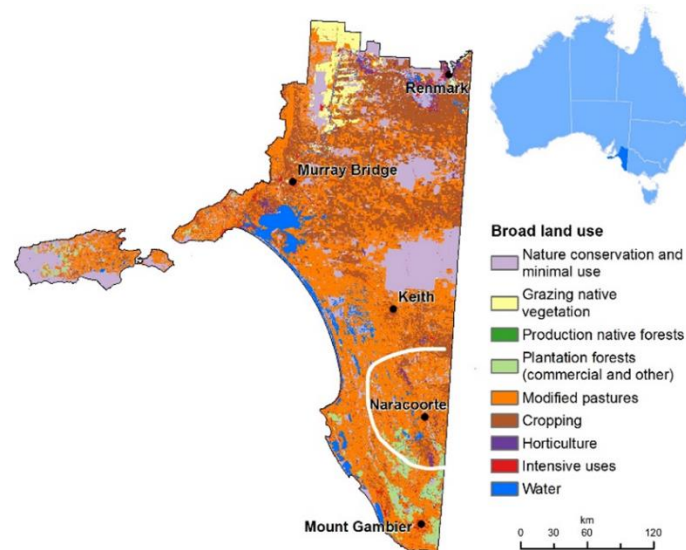 Renmark
Murray Bridge
Keith
Naracoorte
Mount Gambier
Broad land use
Nature conservation and
minimal use
Grazing native
vegetation
Production native forests
Plantation forests
(commercial and other)
Modified pastures
Cropping
Horticulture
Intensive uses
Water
km
0 30 60 90 120